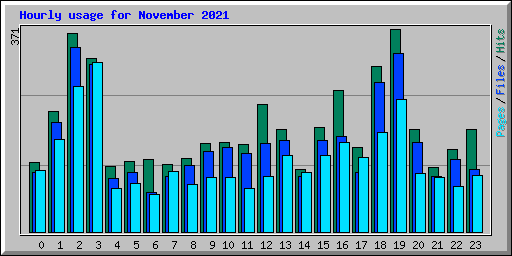 Hourly usage for November 2021
371
Pages/Files/Hits
0 1 2 3 4 5 6 7 8 9 10 11 12 13 14 15 16 17 18 19 20 21 22 23